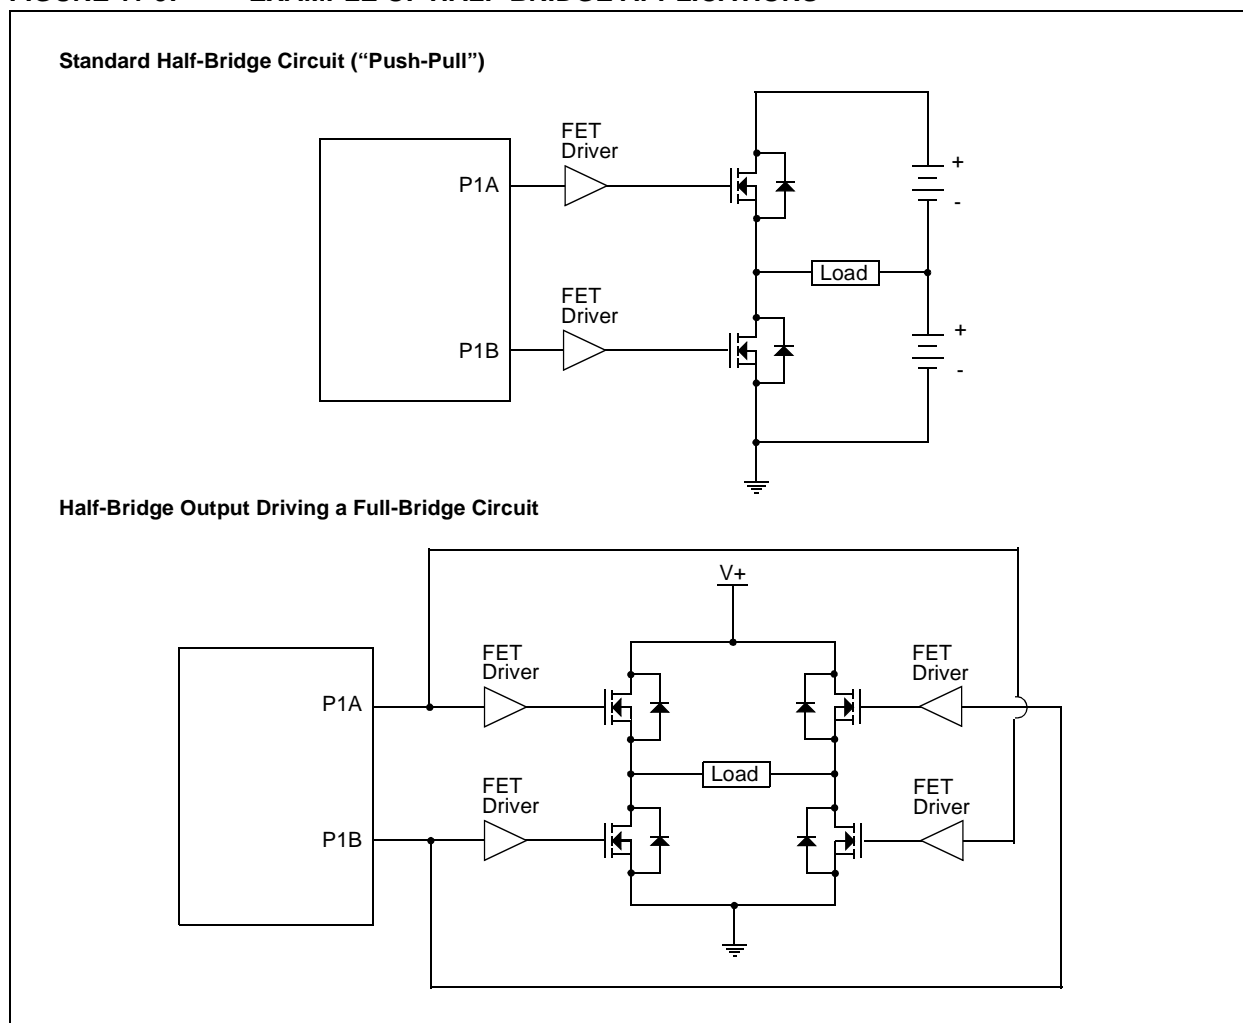 Standard Half-Bridge Circuit (“Push-Pull”)
FET
Driver
P1A
+
-
Load
FET
Driver
P1B
+
-
Half-Bridge Output Driving a Full-Bridge Circuit
V+
FET
Driver
P1A
FET
Driver
Load
FET
Driver
P1B
FET
Driver